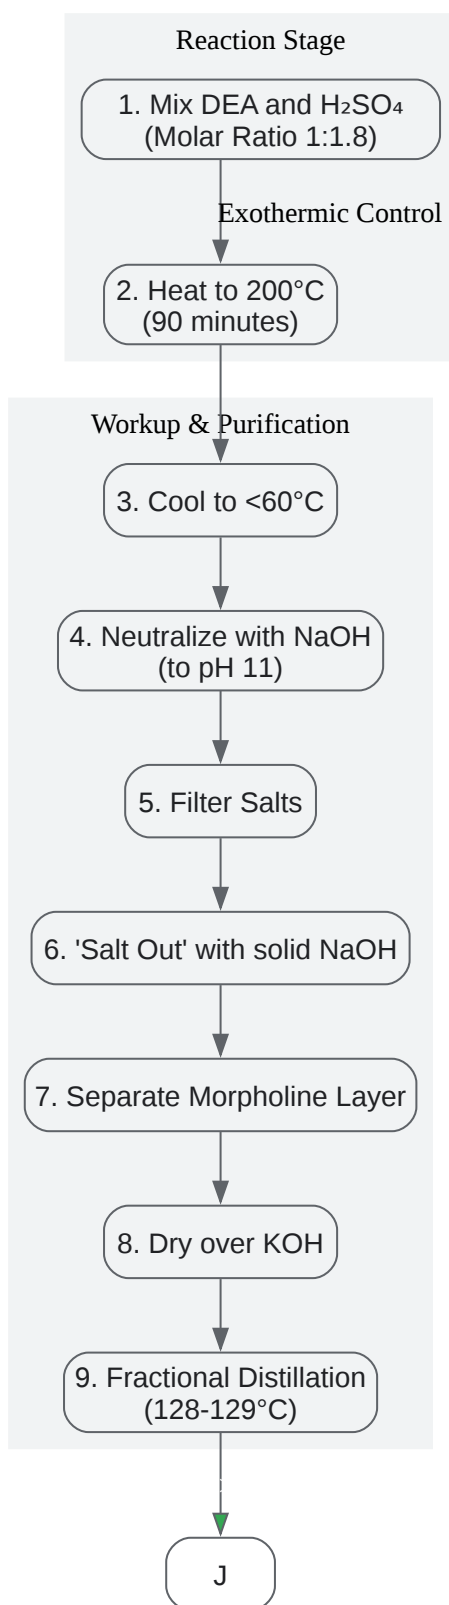 Reaction Stage
1. Mix DEA and H₂SO₄
(Molar Ratio 1:1.8)
Exothermic Control
2. Heat to 200°C
(90 minutes)
Workup & Purification
3. Cool to <60°C
4. Neutralize with NaOH
(to pH 11)
5. Filter Salts
6. 'Salt Out' with solid NaOH
7. Separate Morpholine Layer
8. Dry over KOH
9. Fractional Distillation
(128-129°C)
J